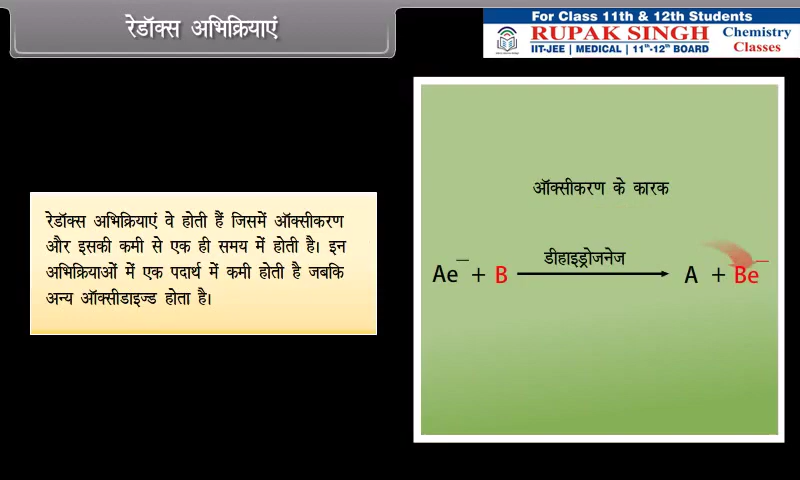 रेडॉक्स अभिक्रियाएं
For Class 11th & 12th Students
RUPAK SINGH
IIT-JEE | MEDICAL | 11th-12th BOARD
Chemistry
Classes
रेडॉक्स अभिक्रियाएं वे होती हैं जिसमें ऑक्सीकरण
और इसकी कमी से एक ही समय में होती है। इन
अभिक्रियाओं में एक पदार्थ में कमी होती है जबकि
अन्य ऑक्सीडाइज्ड होता है।
ऑक्सीकरण के कारक
डीहाइड्रोजनेज
Ae⁻ + B ⟶ A + Be⁻